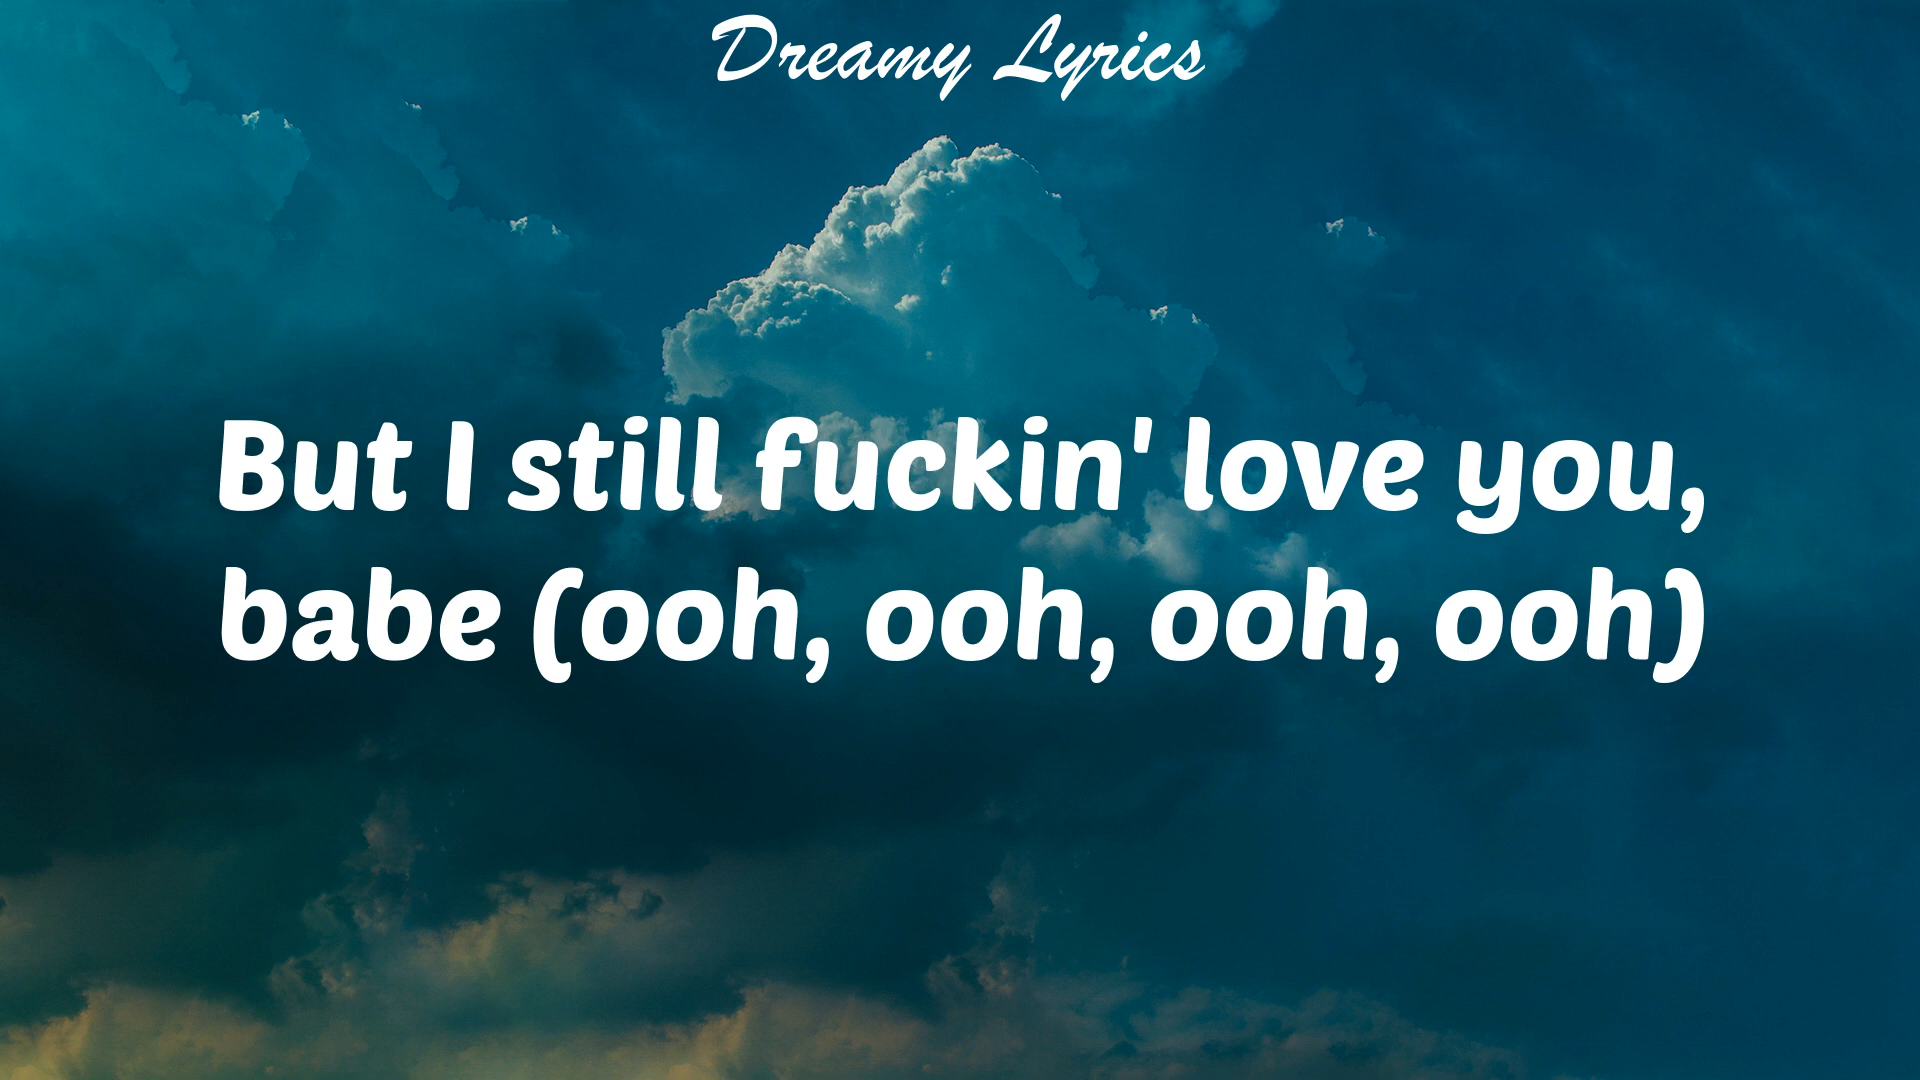 Dreamy Lyrics
But I still fuckin' love you,
babe (ooh, ooh, ooh, ooh)